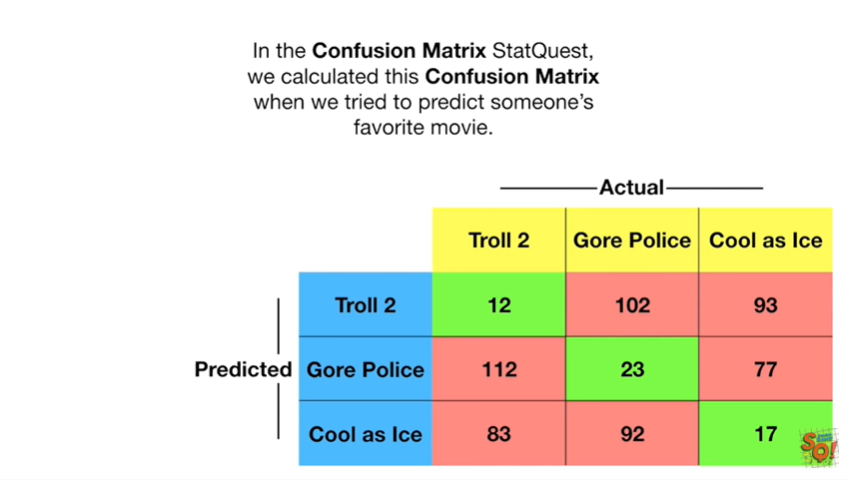 In the Confusion Matrix StatQuest,
we calculated this Confusion Matrix
when we tried to predict someone's
favorite movie.
Actual
Troll 2 Gore Police Cool as Ice
Troll 2 12 102 93
Predicted Gore Police 112 23 77
Cool as Ice 83 92 17
SQ!